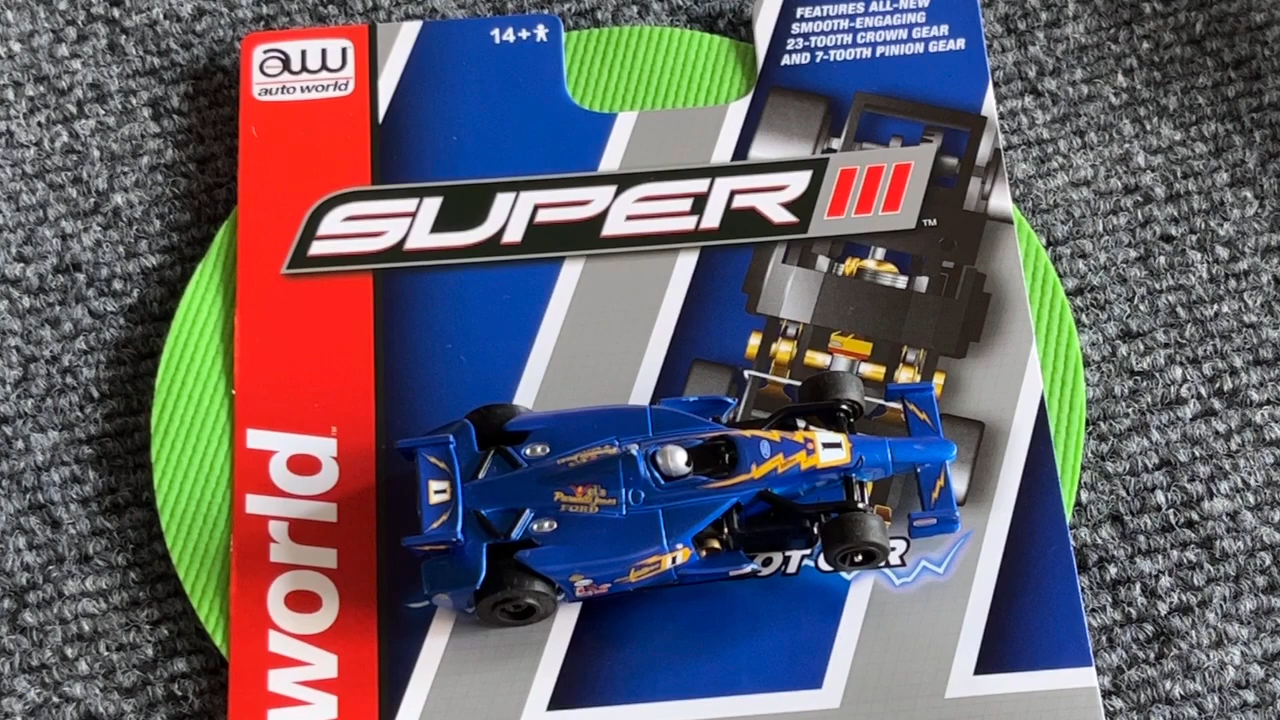 aw
auto world
14+
FEATURES ALL-NEW
SMOOTH-ENGAGING
23-TOOTH CROWN GEAR
AND 7-TOOTH PINION GEAR
SUPER III
TM
world
1
1
FORD
1